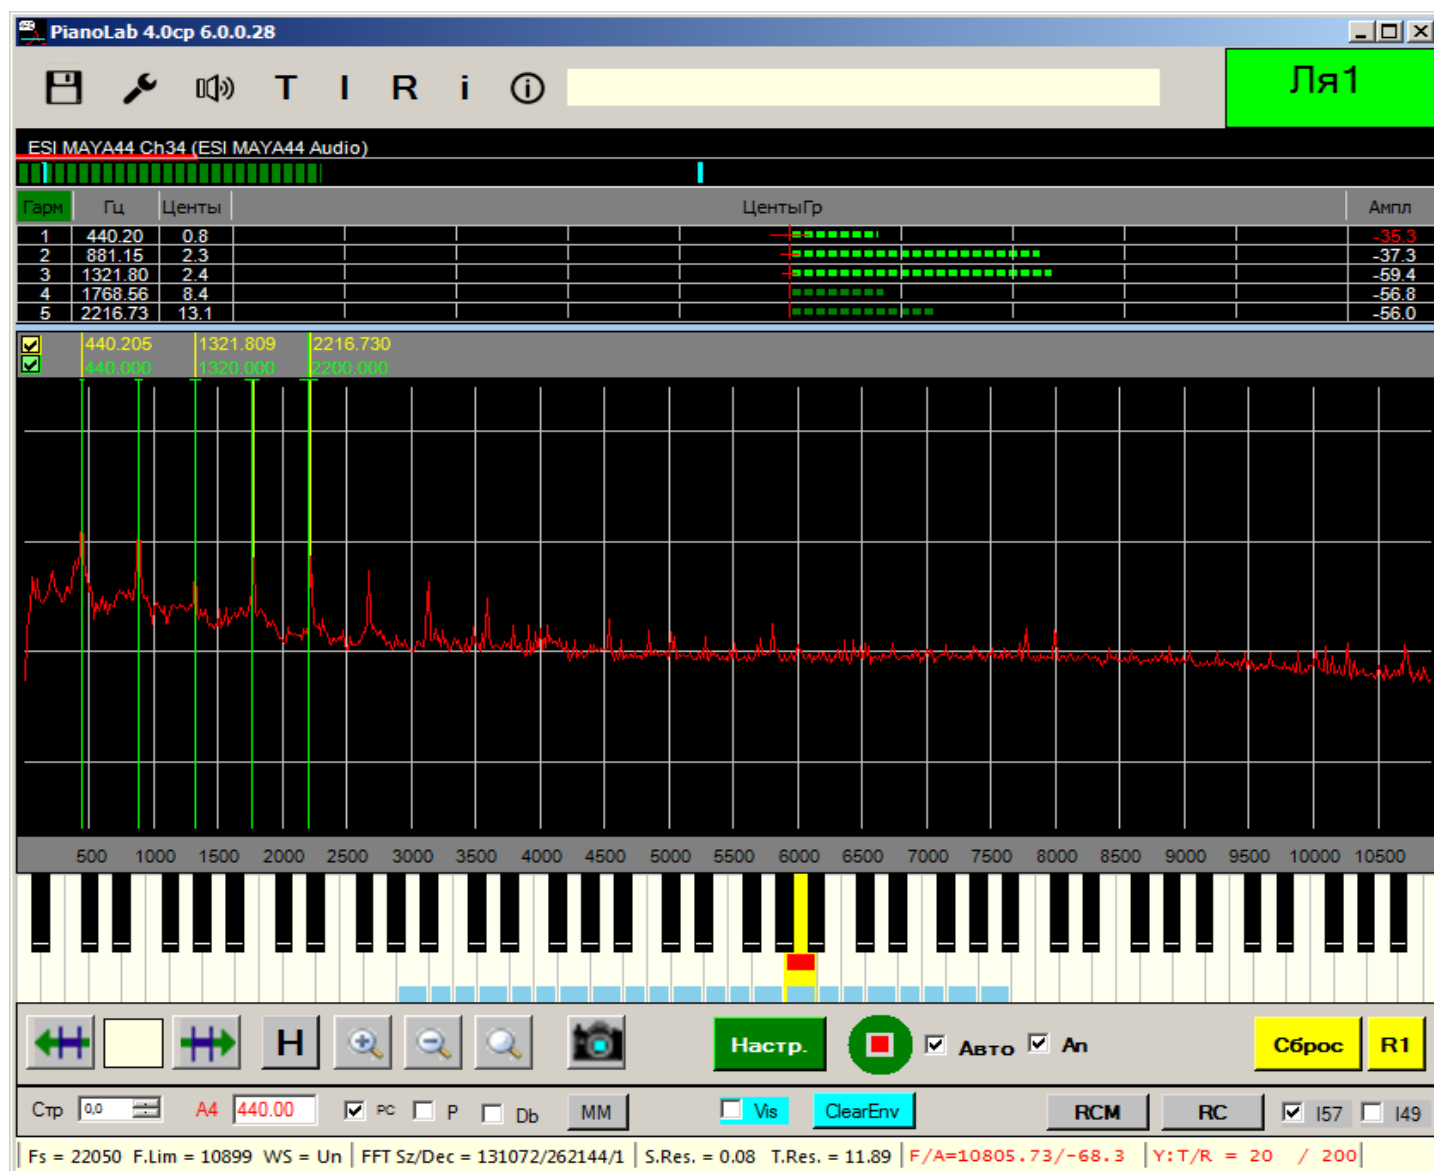 PianoLab 4.0cp 6.0.0.28
T I R i
Ля1
ESI MAYA44 Ch34 (ESI MAYA44 Audio)
Гарм Гц Центы ЦентыГр Ампл
1 440.20 0.8 -35.3
2 881.15 2.3 -37.3
3 1321.80 2.4 -59.4
4 1768.56 8.4 -56.8
5 2216.73 13.1 -56.0
440.205 1321.809 2216.730
440.000 1320.000 2200.000
500 1000 1500 2000 2500 3000 3500 4000 4500 5000 5500 6000 6500 7000 7500 8000 8500 9000 9500 10000 10500
H Настр. Авто An Сброс R1
Стр 0,0 A4 440.00 PC P Db MM Vis ClearEnv RCM RC I57 I49
Fs = 22050 F.Lim = 10899 WS = Un FFT Sz/Dec = 131072/262144/1 S.Res. = 0.08 T.Res. = 11.89 F/A=10805.73/-68.3 Y:T/R = 20 / 200